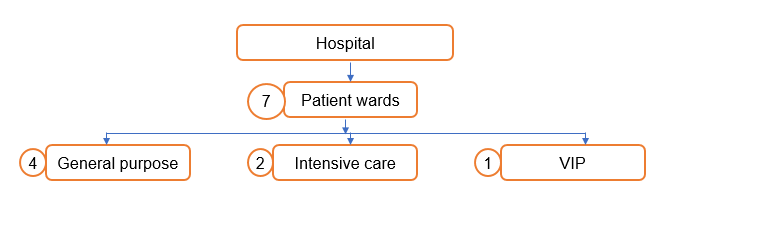 Hospital
7 Patient wards
4 General purpose 2 Intensive care 1 VIP